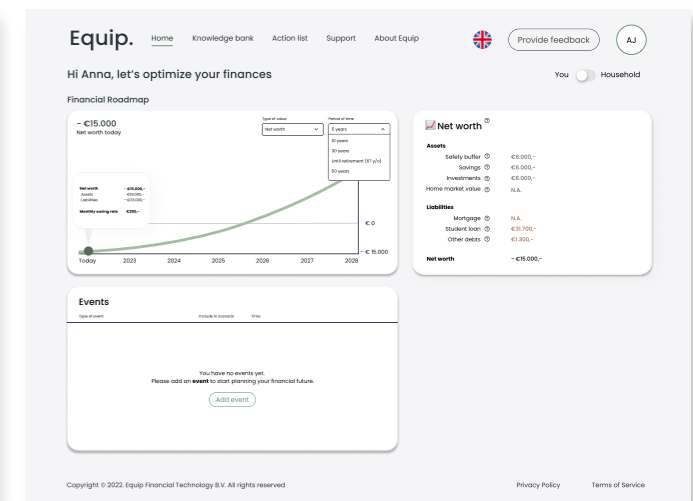 Equip. Home Knowledge bank Action list Support About Equip Provide feedback AJ
Hi Anna, let's optimize your finances You Household
Financial Roadmap
- €15.000
Net worth today
Type of value Period of time
Net worth 5 years
10 years
30 years
Until retirement (67 y/o)
50 years
Net worth - €15.000,-
Assets
Liabilities
Monthly saving rate
€ 0
- € 15.000
Today 2023 2024 2025 2026 2027 2028
Net worth
Assets
Safety buffer €6.000,-
Savings €6.000,-
Investments €6.000,-
Home market value N.A.
Liabilities
Mortgage N.A.
Student loan €31.700,-
Other debts €1.300,-
Net worth - €15.000,-
Events
Type of event Include in scenario Time
You have no events yet.
Please add an event to start planning your financial future.
Add event
Copyright © 2022. Equip Financial Technology B.V. All rights reserved Privacy Policy Terms of Service